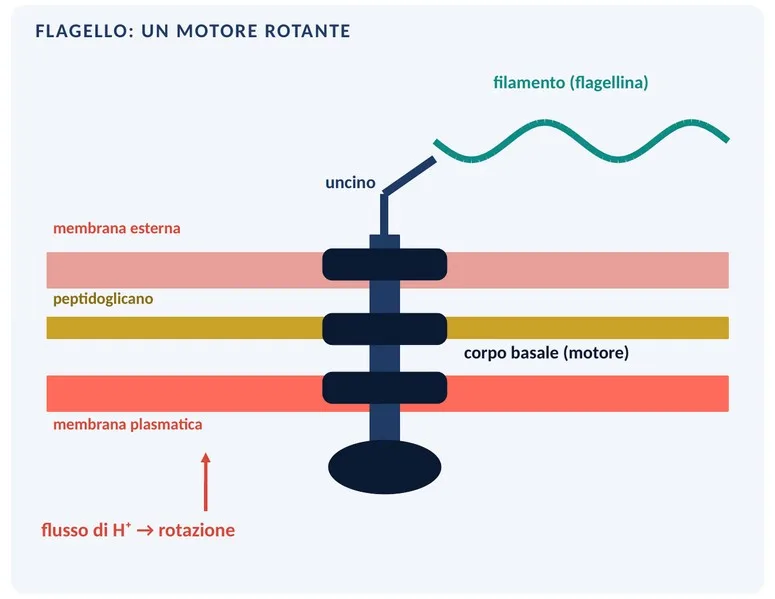 FLAGELLO: UN MOTORE ROTANTE
filamento (flagellina)
uncino
membrana esterna
peptidoglicano
corpo basale (motore)
membrana plasmatica
flusso di H⁺ → rotazione